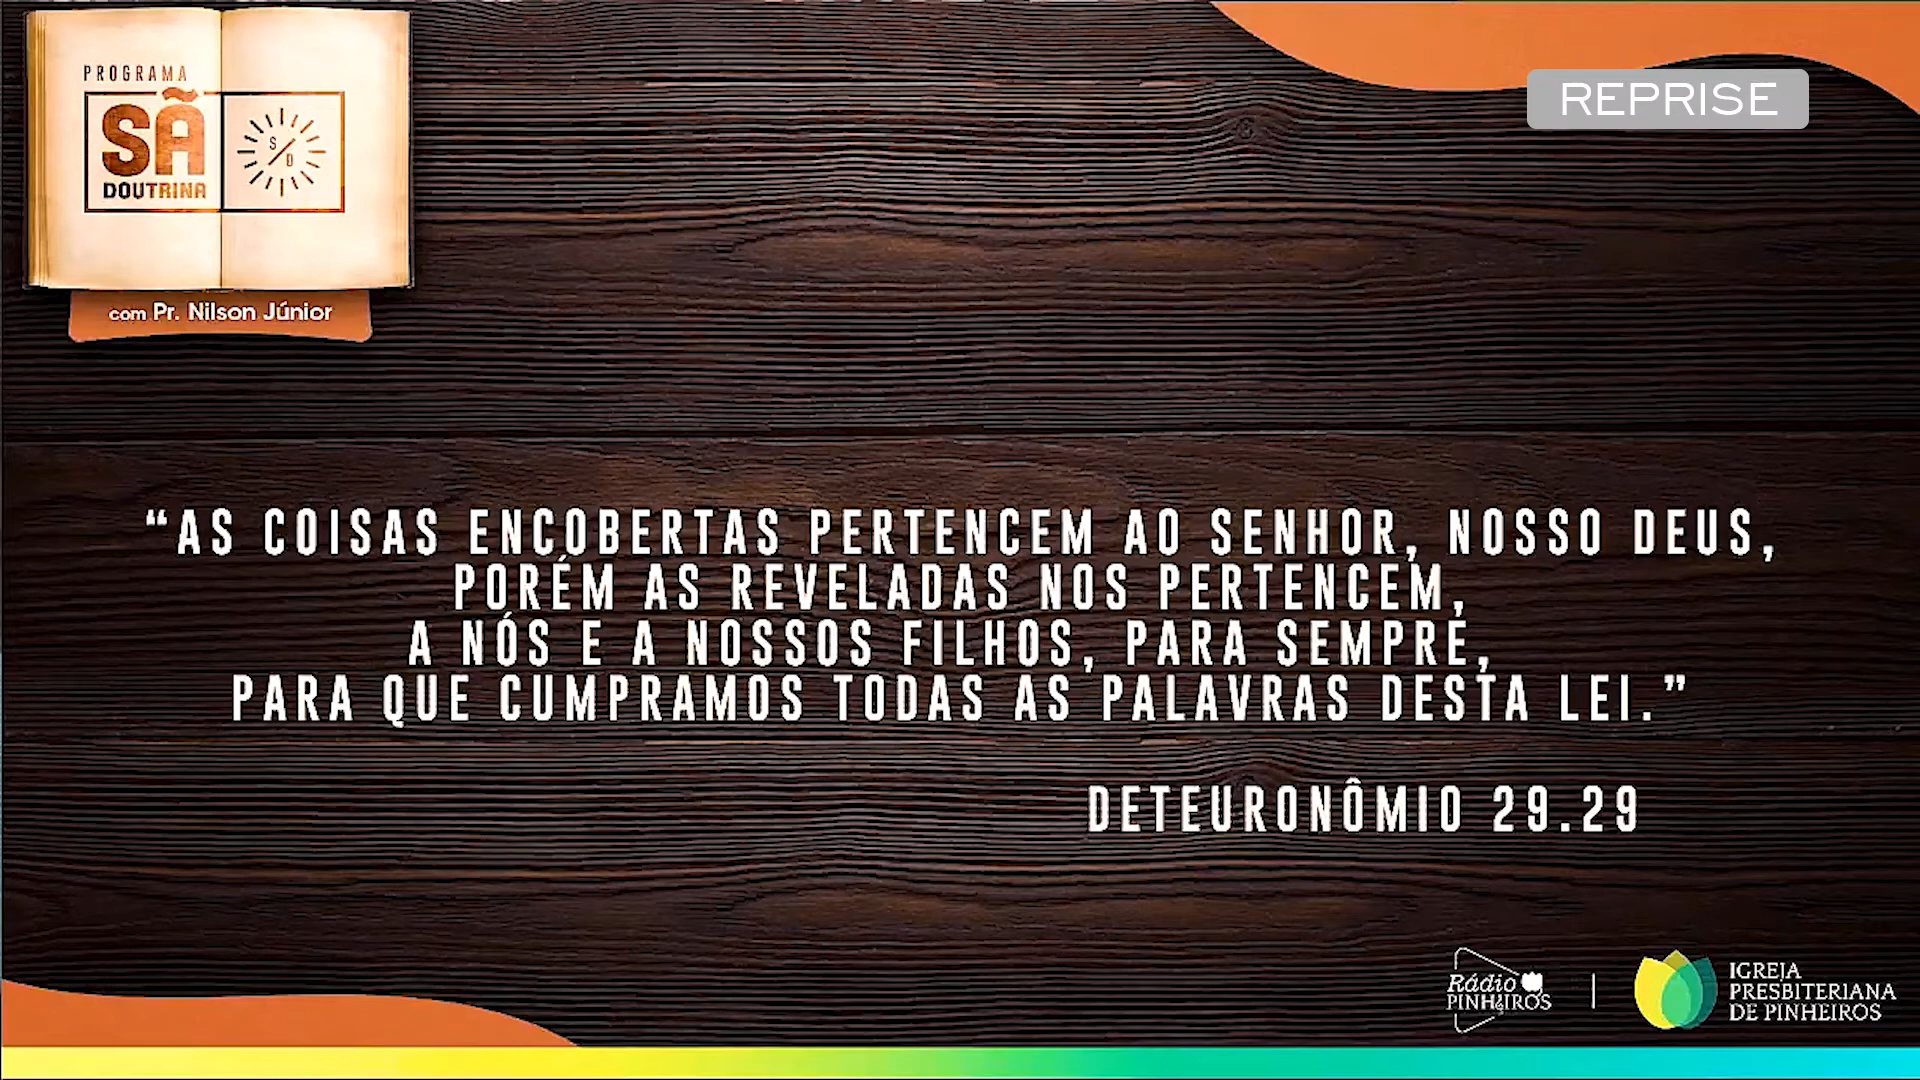 PROGRAMA
SÃ
DOUTRINA
S
D
com Pr. Nilson Júnior
REPRISE
“AS COISAS ENCOBERTAS PERTENCEM AO SENHOR, NOSSO DEUS,
PORÉM AS REVELADAS NOS PERTENCEM,
A NÓS E A NOSSOS FILHOS, PARA SEMPRE,
PARA QUE CUMPRAMOS TODAS AS PALAVRAS DESTA LEI.”
DETEURONÔMIO 29.29
Rádio
PINHEIROS
IGREJA
PRESBITERIANA
DE PINHEIROS